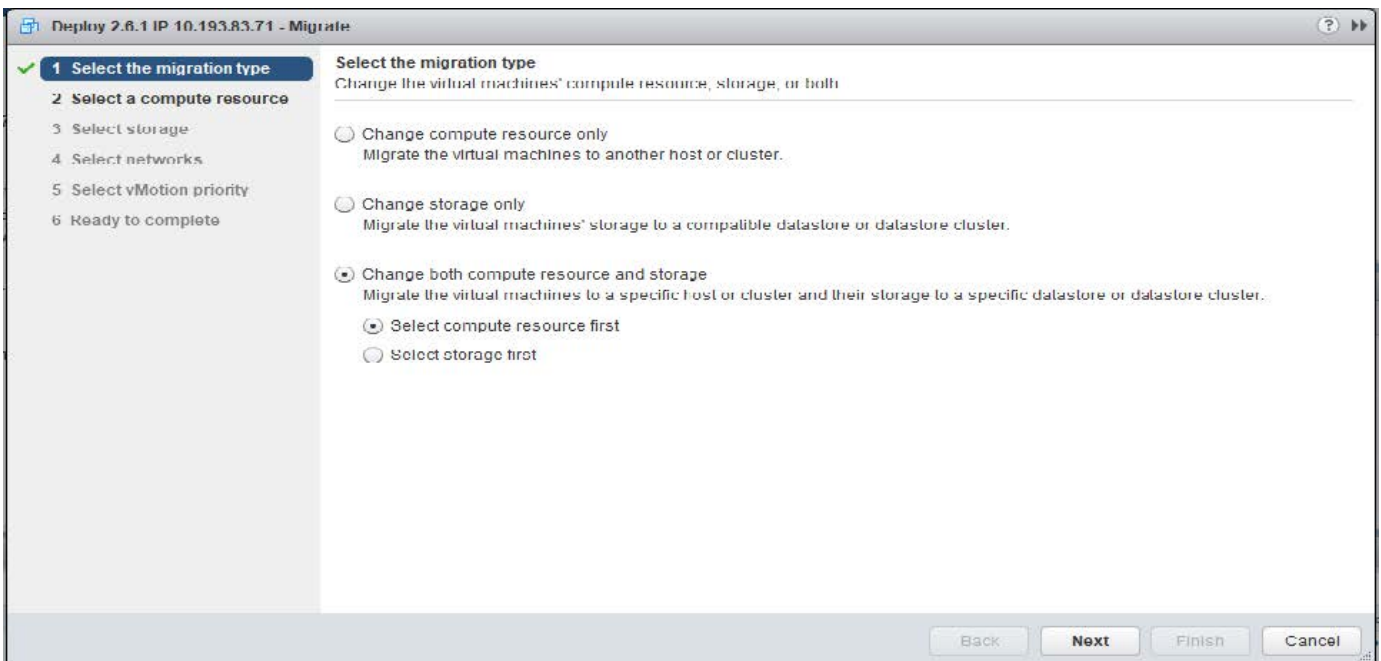 Deploy 2.6.1 IP 10.193.83.71 - Migrate
1 Select the migration type
2 Select a compute resource
3 Select storage
4 Select networks
5 Select vMotion priority
6 Ready to complete
Select the migration type
Change the virtual machines' compute resource, storage, or both
Change compute resource only
Migrate the virtual machines to another host or cluster.
Change storage only
Migrate the virtual machines' storage to a compatible datastore or datastore cluster.
Change both compute resource and storage
Migrate the virtual machines to a specific host or cluster and their storage to a specific datastore or datastore cluster.
Select compute resource first
Select storage first
Back Next Finish Cancel